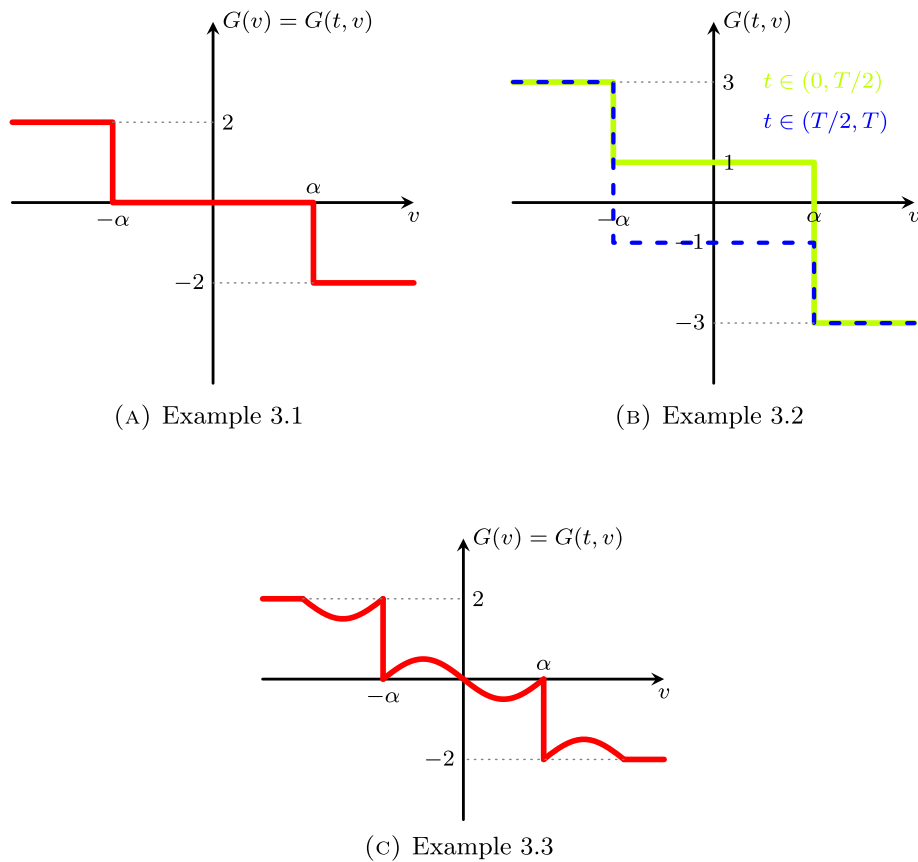 G(v) = G(t, v)
2
α
−α
v
−2
(A) Example 3.1
G(t, v)
3
t ∈ (0, T/2)
t ∈ (T/2, T)
1
−α
α
v
−1
−3
(B) Example 3.2
G(v) = G(t, v)
2
α
−α
v
−2
(C) Example 3.3